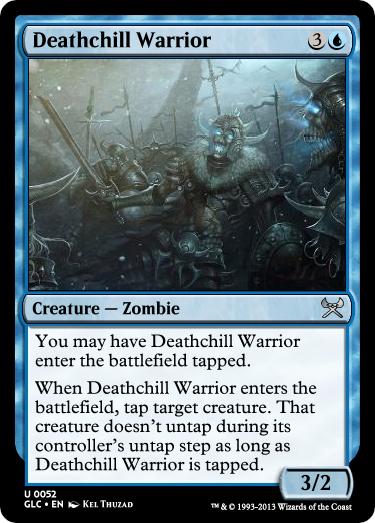 Deathchill Warrior 3
Creature — Zombie
You may have Deathchill Warrior
enter the battlefield tapped.
When Deathchill Warrior enters the
battlefield, tap target creature. That
creature doesn't untap during its
controller's untap step as long as
Deathchill Warrior is tapped.
3/2
U 0052
GLC • EN Kel Thuzad
™ & © 1993-2013 Wizards of the Coast